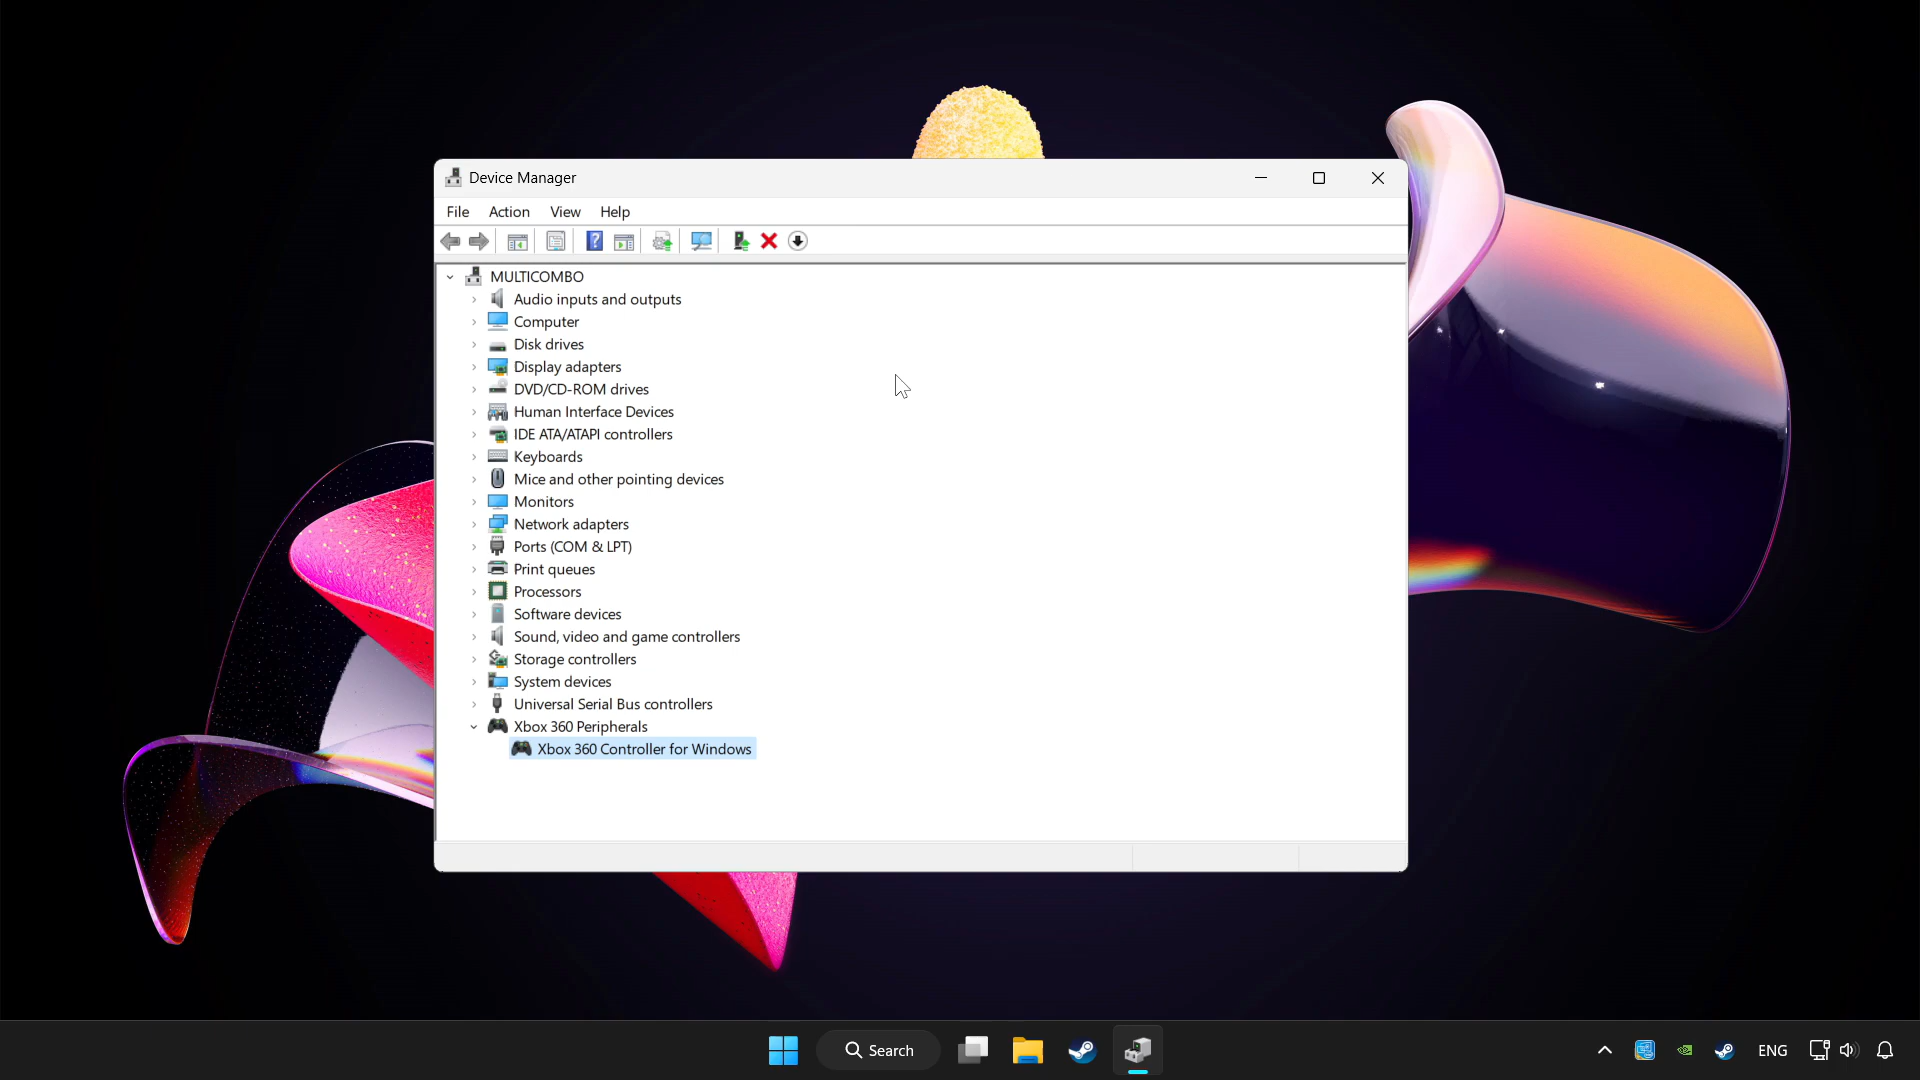 Device Manager
File Action View Help
MULTICOMBO
Audio inputs and outputs
Computer
Disk drives
Display adapters
DVD/CD-ROM drives
Human Interface Devices
IDE ATA/ATAPI controllers
Keyboards
Mice and other pointing devices
Monitors
Network adapters
Ports (COM & LPT)
Print queues
Processors
Software devices
Sound, video and game controllers
Storage controllers
System devices
Universal Serial Bus controllers
Xbox 360 Peripherals
Xbox 360 Controller for Windows
Search
ENG